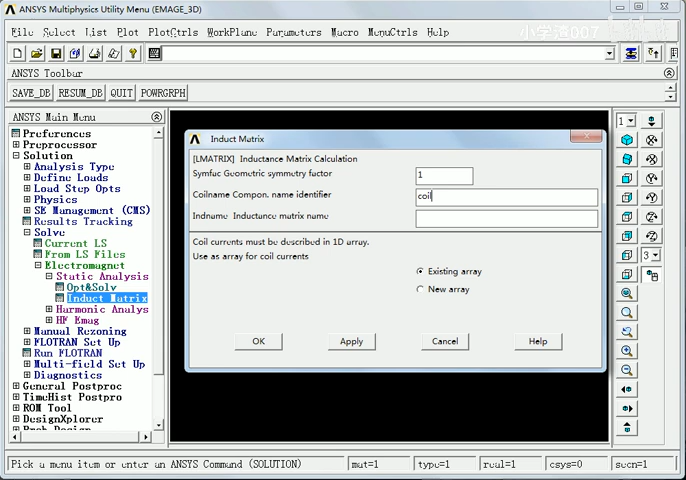 ANSYS Multiphysics Utility Menu (EMAGE_3D)
File Select List Plot PlotCtrls WorkPlane Parameters Macro MenuCtrls Help
ANSYS Toolbar
SAVE_DB RESUM_DB QUIT POWRGRPH
ANSYS Main Menu
Preferences
Preprocessor
Solution
Analysis Type
Define Loads
Load Step Opts
Physics
SE Management (CMS)
Results Tracking
Solve
Current LS
From LS Files
Electromagnet
Static Analysis
Opt&Solv
Induct Matrix
Harmonic Analys
HF Emag
Manual Rezoning
FLOTRAN Set Up
Run FLOTRAN
Multi-field Set Up
Diagnostics
General Postproc
TimeHist Postpro
ROM Tool
DesignXplorer
Induct Matrix
[LMATRIX] Inductance Matrix Calculation
Symfac Geometric symmetry factor 1
Coilname Compon. name identifier coil
Indname Inductance matrix name
Coil currents must be described in 1D array.
Use as array for coil currents
Existing array
New array
OK Apply Cancel Help
1
3
Pick a menu item or enter an ANSYS Command (SOLUTION) mat=1 type=1 real=1 csys=0 secn=1